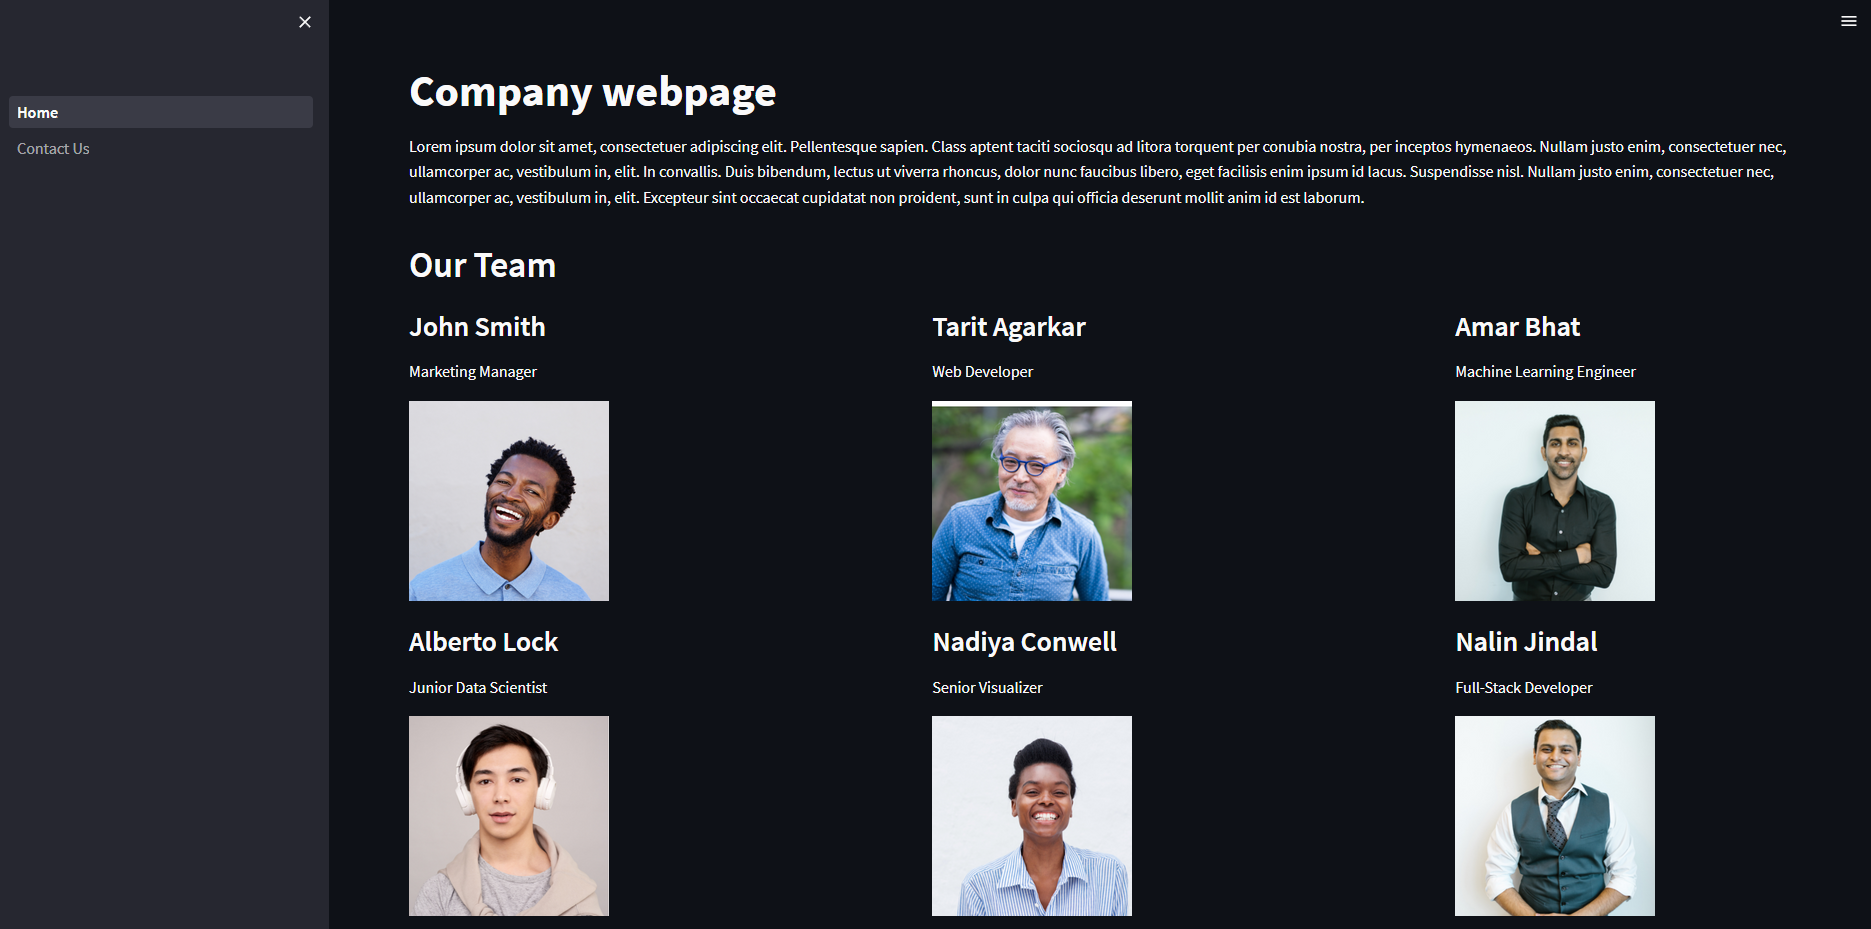 Home
Contact Us
Company webpage
Lorem ipsum dolor sit amet, consectetuer adipiscing elit. Pellentesque sapien. Class aptent taciti sociosqu ad litora torquent per conubia nostra, per inceptos hymenaeos. Nullam justo enim, consectetuer nec,
ullamcorper ac, vestibulum in, elit. In convallis. Duis bibendum, lectus ut viverra rhoncus, dolor nunc faucibus libero, eget facilisis enim ipsum id lacus. Suspendisse nisl. Nullam justo enim, consectetuer nec,
ullamcorper ac, vestibulum in, elit. Excepteur sint occaecat cupidatat non proident, sunt in culpa qui officia deserunt mollit anim id est laborum.
Our Team
John Smith
Marketing Manager
Tarit Agarkar
Web Developer
Amar Bhat
Machine Learning Engineer
Alberto Lock
Junior Data Scientist
Nadiya Conwell
Senior Visualizer
Nalin Jindal
Full-Stack Developer